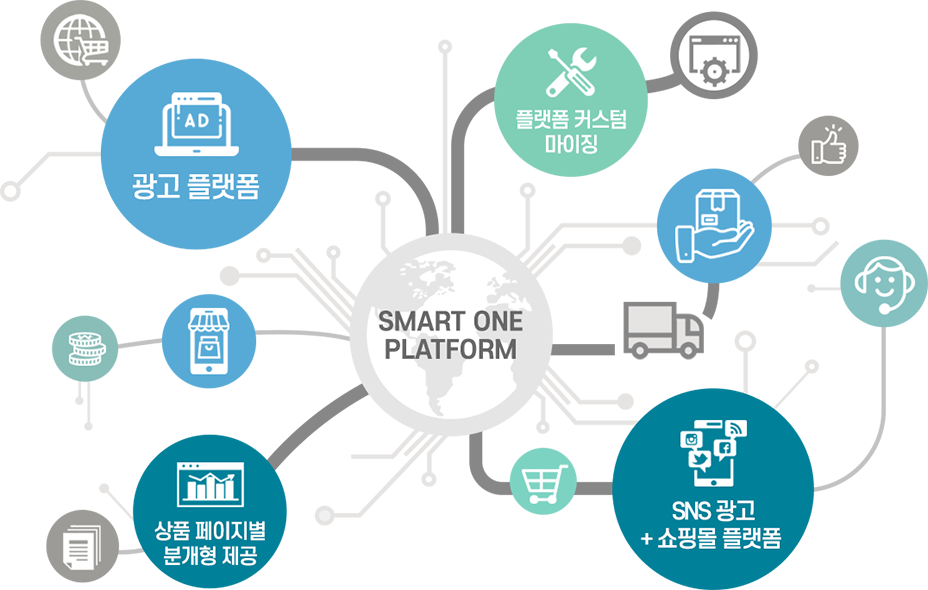 AD
광고 플랫폼
플랫폼 커스텀
마이징
SMART ONE
PLATFORM
상품 페이지별
분개형 제공
SNS 광고
+ 쇼핑몰 플랫폼